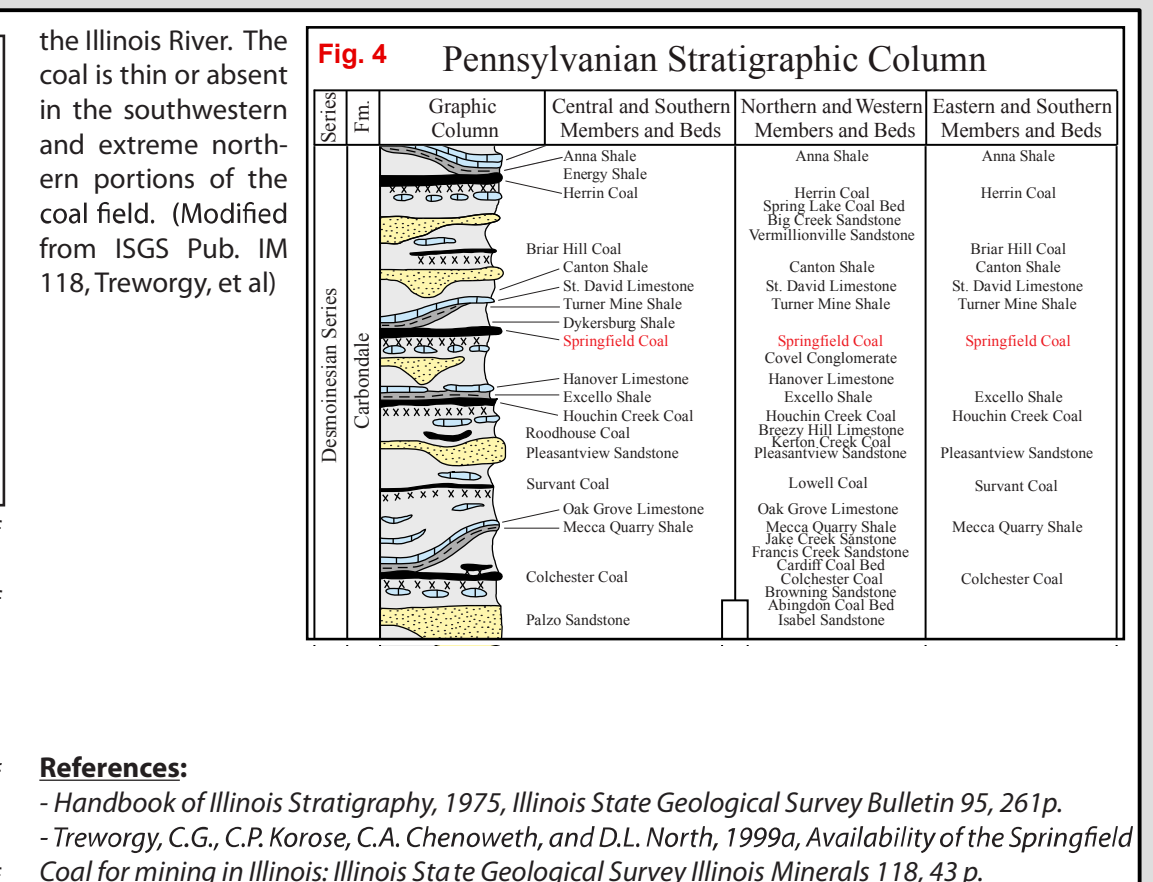 the Illinois River. The
coal is thin or absent
in the southwestern
and extreme north-
ern portions of the
coal field. (Modified
from ISGS Pub. IM
118, Treworgy, et al)
Fig. 4
Pennsylvanian Stratigraphic Column
Series
Fm.
Graphic
Column
Central and Southern
Members and Beds
Northern and Western
Members and Beds
Eastern and Southern
Members and Beds
Desmoinesian Series
Carbondale
Anna Shale
Energy Shale
Herrin Coal
Briar Hill Coal
Canton Shale
St. David Limestone
Turner Mine Shale
Dykersburg Shale
Springfield Coal
Hanover Limestone
Excello Shale
Houchin Creek Coal
Roodhouse Coal
Pleasantview Sandstone
Survant Coal
Oak Grove Limestone
Mecca Quarry Shale
Colchester Coal
Palzo Sandstone
Anna Shale
Herrin Coal
Spring Lake Coal Bed
Big Creek Sandstone
Vermillionville Sandstone
Canton Shale
St. David Limestone
Turner Mine Shale
Springfield Coal
Covel Conglomerate
Hanover Limestone
Excello Shale
Houchin Creek Coal
Breezy Hill Limestone
Kerton Creek Coal
Pleasantview Sandstone
Lowell Coal
Oak Grove Limestone
Mecca Quarry Shale
Jake Creek Sanstone
Francis Creek Sandstone
Cardiff Coal Bed
Colchester Coal
Browning Sandstone
Abingdon Coal Bed
Isabel Sandstone
Anna Shale
Herrin Coal
Briar Hill Coal
Canton Shale
St. David Limestone
Turner Mine Shale
Springfield Coal
Excello Shale
Houchin Creek Coal
Pleasantview Sandstone
Survant Coal
Mecca Quarry Shale
Colchester Coal
References:
- Handbook of Illinois Stratigraphy, 1975, Illinois State Geological Survey Bulletin 95, 261p.
- Treworgy, C.G., C.P. Korose, C.A. Chenoweth, and D.L. North, 1999a, Availability of the Springfield
Coal for mining in Illinois: Illinois State Geological Survey Illinois Minerals 118, 43 p.